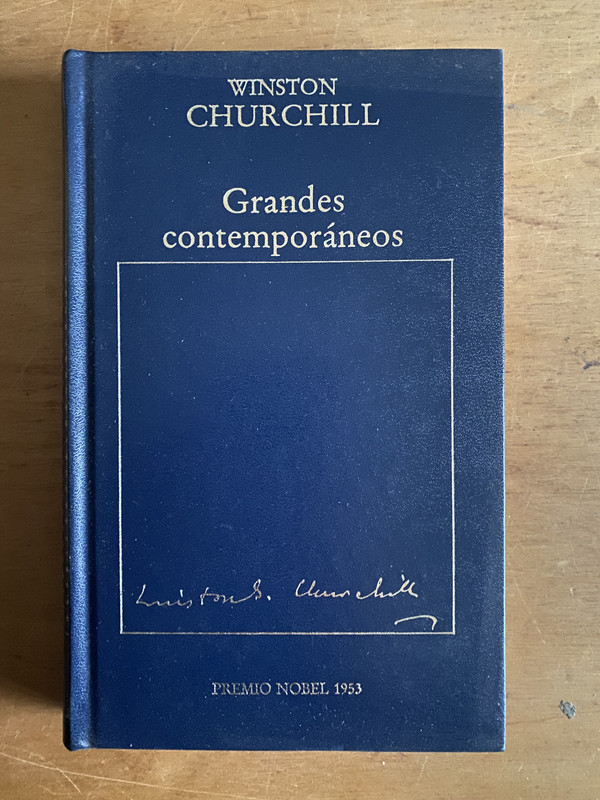 WINSTON
CHURCHILL
Grandes
contemporáneos
Winston S. Churchill
PREMIO NOBEL 1953